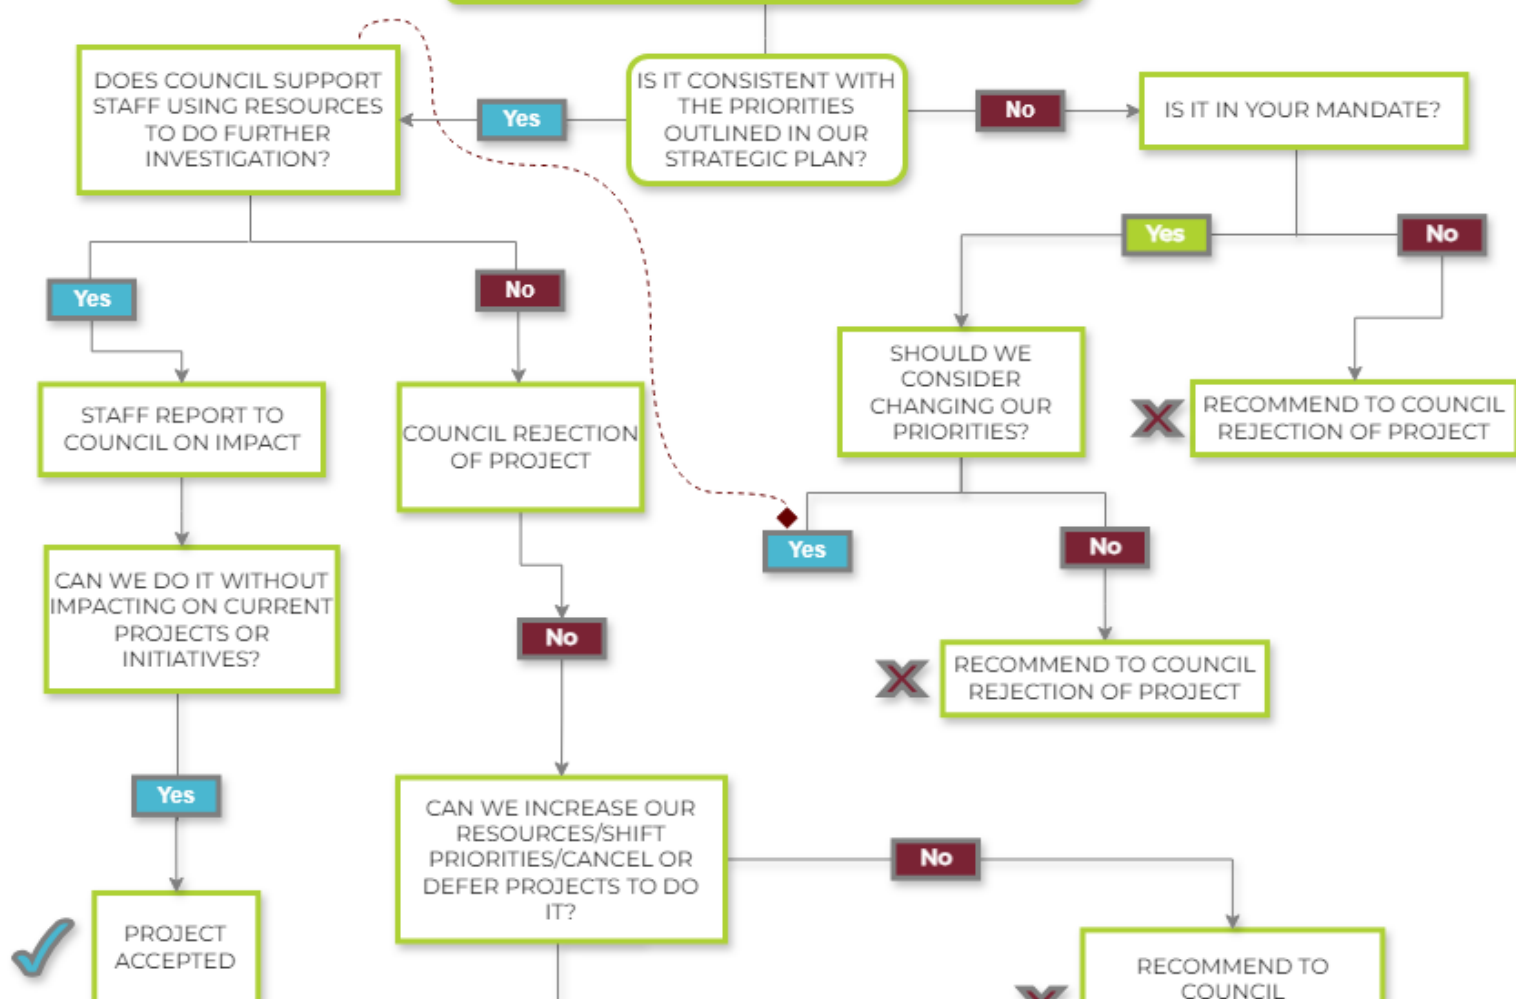 DOES COUNCIL SUPPORT
STAFF USING RESOURCES
TO DO FURTHER
INVESTIGATION?
Yes
IS IT CONSISTENT WITH
THE PRIORITIES
OUTLINED IN OUR
STRATEGIC PLAN?
No
IS IT IN YOUR MANDATE?
Yes
No
Yes
No
SHOULD WE
CONSIDER
CHANGING OUR
PRIORITIES?
RECOMMEND TO COUNCIL
REJECTION OF PROJECT
STAFF REPORT TO
COUNCIL ON IMPACT
COUNCIL REJECTION
OF PROJECT
Yes
No
CAN WE DO IT WITHOUT
IMPACTING ON CURRENT
PROJECTS OR
INITIATIVES?
No
RECOMMEND TO COUNCIL
REJECTION OF PROJECT
Yes
CAN WE INCREASE OUR
RESOURCES/SHIFT
PRIORITIES/CANCEL OR
DEFER PROJECTS TO DO
IT?
No
PROJECT
ACCEPTED
RECOMMEND TO
COUNCIL